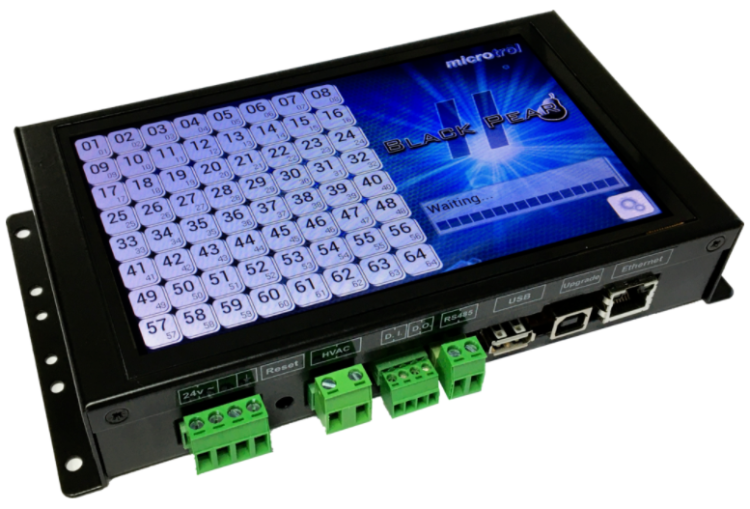 microtrol
BLACK PEAR
Waiting...
01 02 03 04 05 06 07 08
09 10 11 12 13 14 15 16
17 18 19 20 21 22 23 24
25 26 27 28 29 30 31 32
33 34 35 36 37 38 39 40
41 42 43 44 45 46 47 48
49 50 51 52 53 54 55 56
57 58 59 60 61 62 63 64
24v Reset HVAC D.I. D.O. RS485 USB Upgrade Ethernet